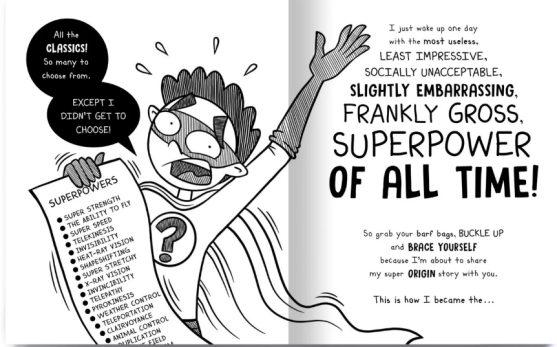 All the
CLASSICS!
So many to
choose from.
EXCEPT I
DIDN'T GET TO
CHOOSE!
SUPERPOWERS
SUPER STRENGTH
THE ABILITY TO FLY
SUPER SPEED
TELEKINESIS
INVISIBILITY
HEAT-RAY VISION
SHAPESHIFTING
SUPER STRETCHY
X-RAY VISION
INVINCIBILITY
TELEPATHY
PYROKINESIS
WEATHER CONTROL
TELEPORTATION
CLAIRVOYANCE
ANIMAL CONTROL
DUPLICATION
FIELD
?
I just woke up one day
with the most useless,
LEAST IMPRESSIVE,
SOCIALLY UNACCEPTABLE,
SLIGHTLY EMBARRASSING,
FRANKLY GROSS,
SUPERPOWER
OF ALL TIME!
So grab your barf bags, BUCKLE UP
and BRACE YOURSELF
because I'm about to share
my super ORIGIN story with you.
This is how I became the...